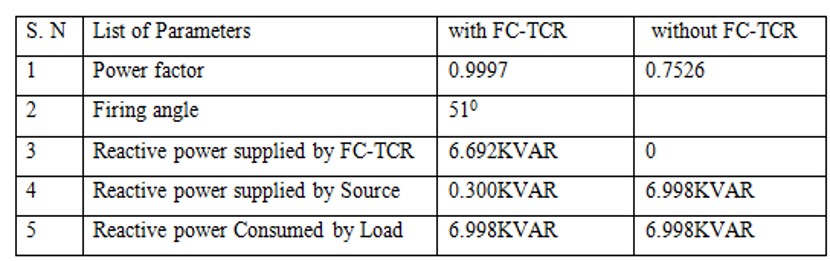 S. N List of Parameters with FC-TCR without FC-TCR
1 Power factor 0.9997 0.7526
2 Firing angle 51⁰
3 Reactive power supplied by FC-TCR 6.692KVAR 0
4 Reactive power supplied by Source 0.300KVAR 6.998KVAR
5 Reactive power Consumed by Load 6.998KVAR 6.998KVAR